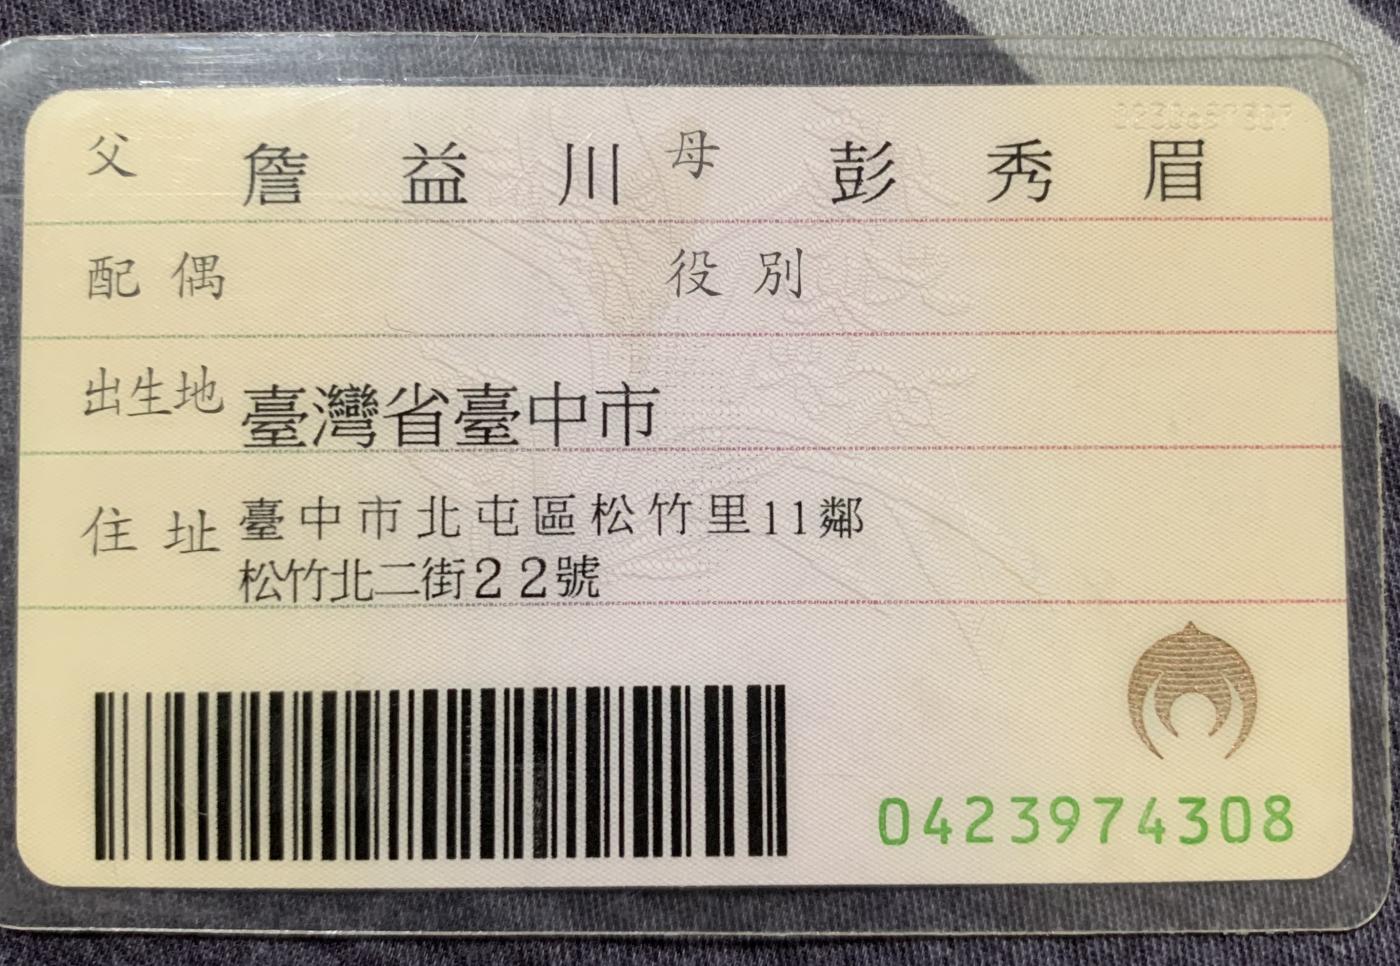 父 詹益川 母 彭秀眉
配偶 役別
出生地 臺灣省臺中市
住址 臺中市北屯區松竹里11鄰
松竹北二街22號
0423974308